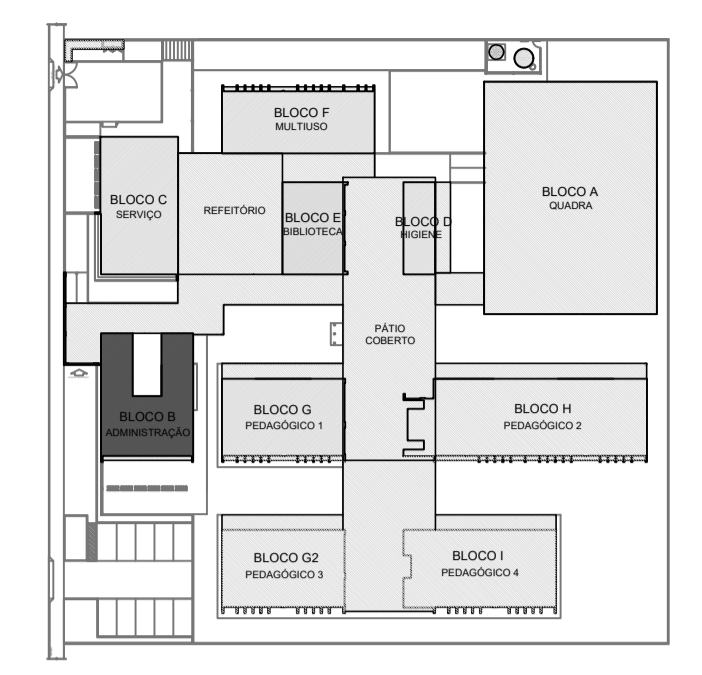 BLOCO F
MULTIUSO
BLOCO C
SERVIÇO
REFEITÓRIO
BLOCO E
BIBLIOTECA
BLOCO D
HIGIENE
BLOCO A
QUADRA
PÁTIO
COBERTO
BLOCO B
ADMINISTRAÇÃO
BLOCO G
PEDAGÓGICO 1
BLOCO H
PEDAGÓGICO 2
BLOCO G2
PEDAGÓGICO 3
BLOCO I
PEDAGÓGICO 4